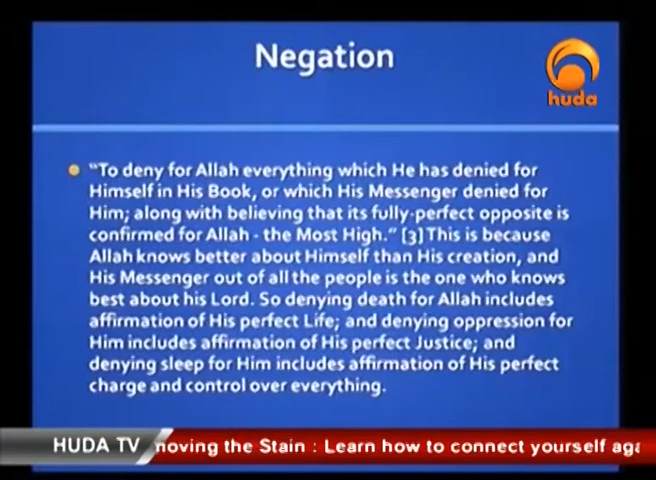 Negation
huda
"To deny for Allah everything which He has denied for
Himself in His Book, or which His Messenger denied for
Him; along with believing that its fully-perfect opposite is
confirmed for Allah - the Most High." [3] This is because
Allah knows better about Himself than His creation, and
His Messenger out of all the people is the one who knows
best about his Lord. So denying death for Allah includes
affirmation of His perfect Life; and denying oppression for
Him includes affirmation of His perfect Justice; and
denying sleep for Him includes affirmation of His perfect
charge and control over everything.
HUDA TV noving the Stain : Learn how to connect yourself aga